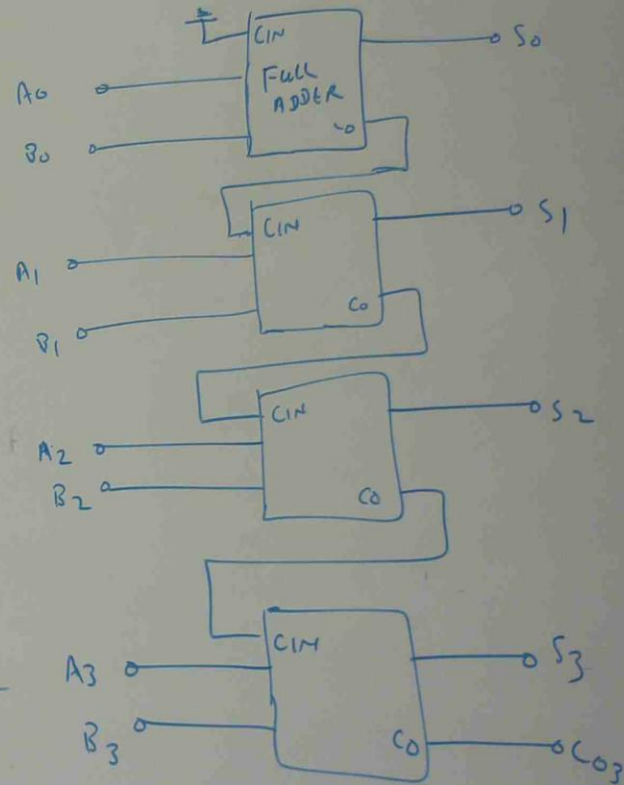 CIN
S0
A0
Full
ADDER
CO
B0
CIN
S1
A1
B1
CO
CIN
S2
A2
B2
CO
CIN
S3
A3
B3
CO
CO3